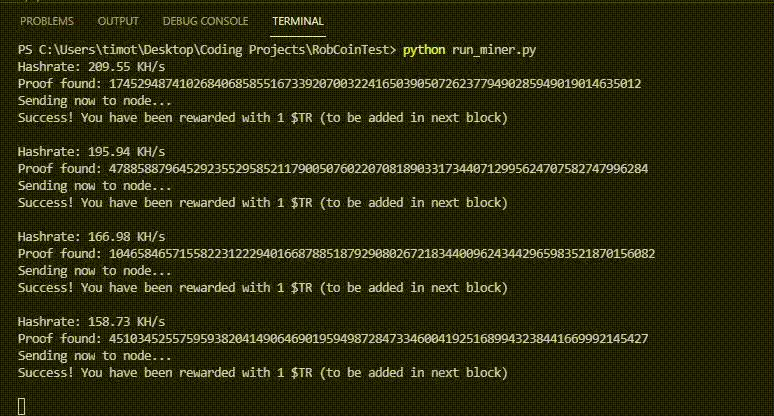 PROBLEMS OUTPUT DEBUG CONSOLE TERMINAL
PS C:\Users\timot\Desktop\Coding Projects\RobCoinTest> python run_miner.py
Hashrate: 209.55 KH/s
Proof found: 17452948741026840685855167339207003224165039050726237794902859490190146​35012
Sending now to node...
Success! You have been rewarded with 1 $TR (to be added in next block)
Hashrate: 195.94 KH/s
Proof found: 47885887964529235529585211790050760220708189033173440712995624707582747996284
Sending now to node...
Success! You have been rewarded with 1 $TR (to be added in next block)
Hashrate: 166.98 KH/s
Proof found: 104658465715582231222940166878851879290802672183440096243442965983521870156082
Sending now to node...
Success! You have been rewarded with 1 $TR (to be added in next block)
Hashrate: 158.73 KH/s
Proof found: 45103452557595938204149064690195949872847334600419251689943238441669992145427
Sending now to node...
Success! You have been rewarded with 1 $TR (to be added in next block)